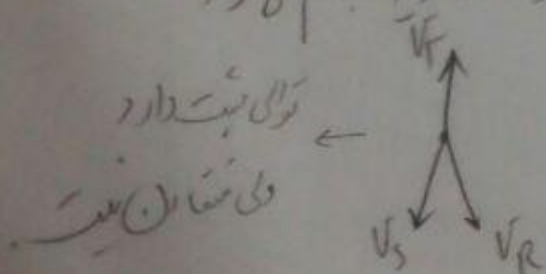 V_T
توالی مثبت دارد ←
ولی متقارن نیست.
V_S V_R